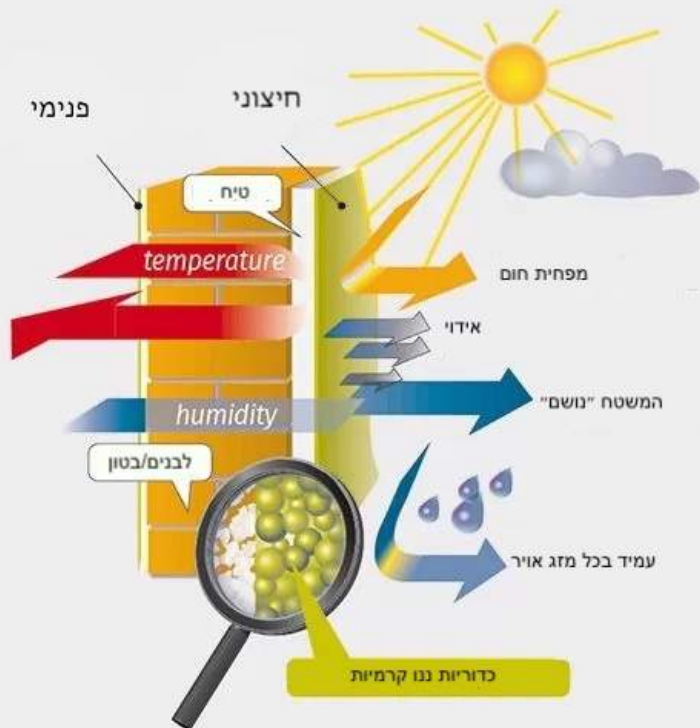 חיצוני
פנימי
טיח
temperature
מפחית חום
אידוי
המשטח "נושם"
humidity
לבנים/בטון
עמיד בכל מזג אויר
כדוריות ננו קרמיות